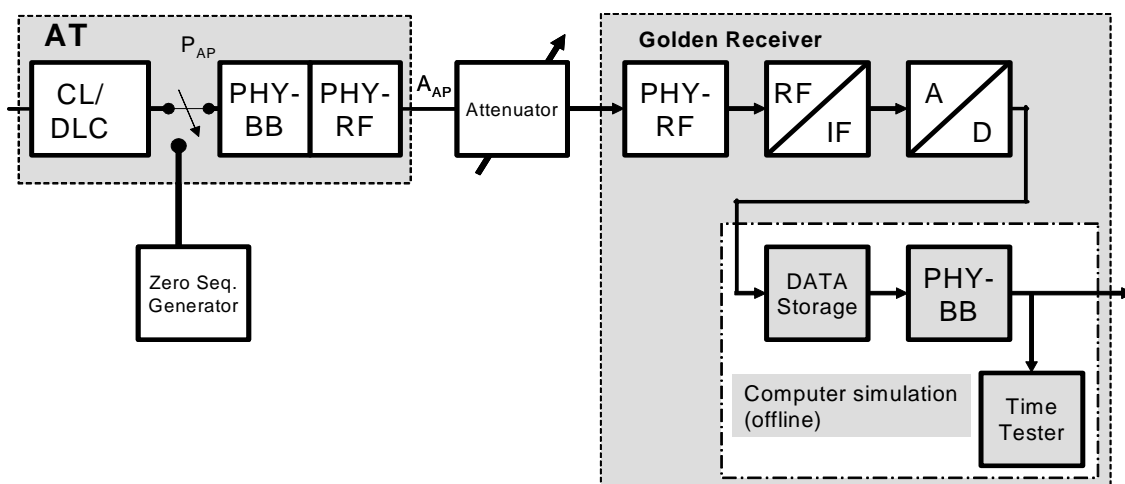 AT
P_AP
CL/
DLC
PHY-
BB
PHY-
RF
A_AP
Attenuator
Zero Seq.
Generator
Golden Receiver
PHY-
RF
RF
IF
A
D
DATA
Storage
PHY-
BB
Computer simulation
(offline)
Time
Tester